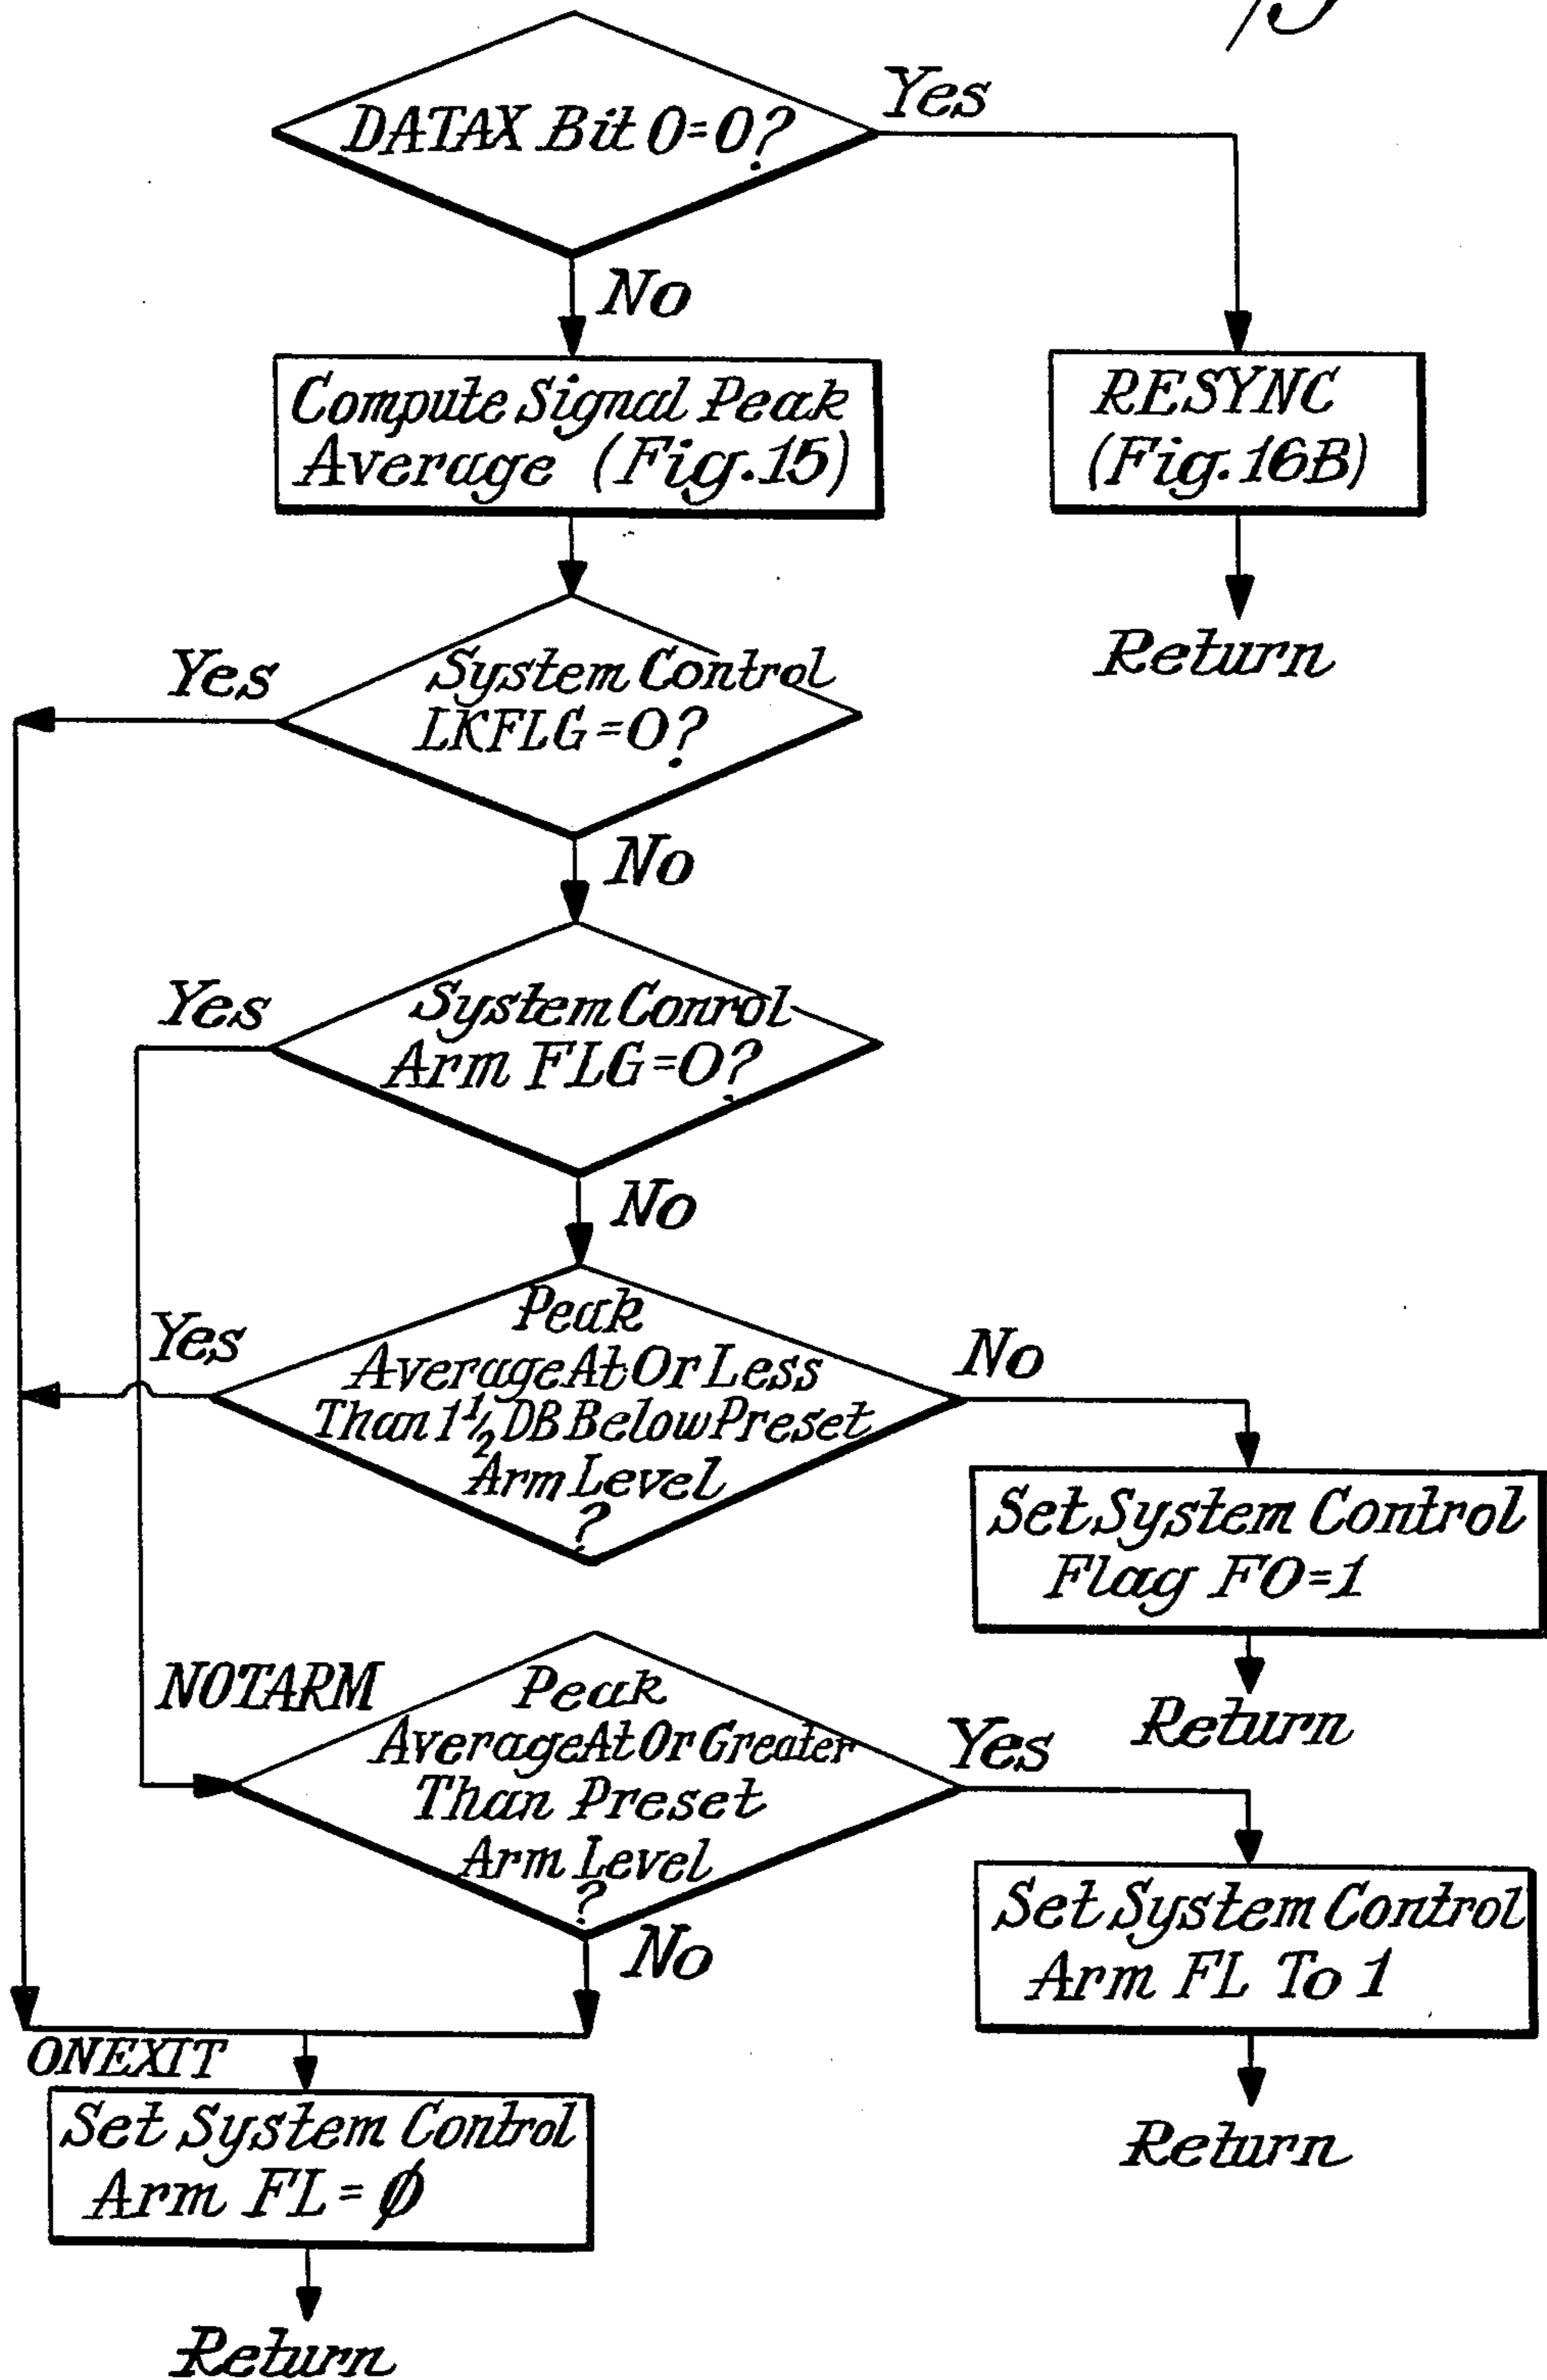 DATAX Bit 0=0?
Yes
No
Compute Signal Peak
Average (Fig.15)
RESYNC
(Fig.16B)
Return
System Control
LKFLG=0?
Yes
No
System Conrol
Arm FLG=0?
Yes
No
Peak
Average At Or Less
Than 1½ DB Below Preset
Arm Level
?
Yes
No
Set System Control
Flag F0=1
Return
NOTARM
Peak
Average At Or Greater
Than Preset
Arm Level
?
Yes
No
Set System Control
Arm FL To 1
Return
ONEXIT
Set System Control
Arm FL=Ø
Return